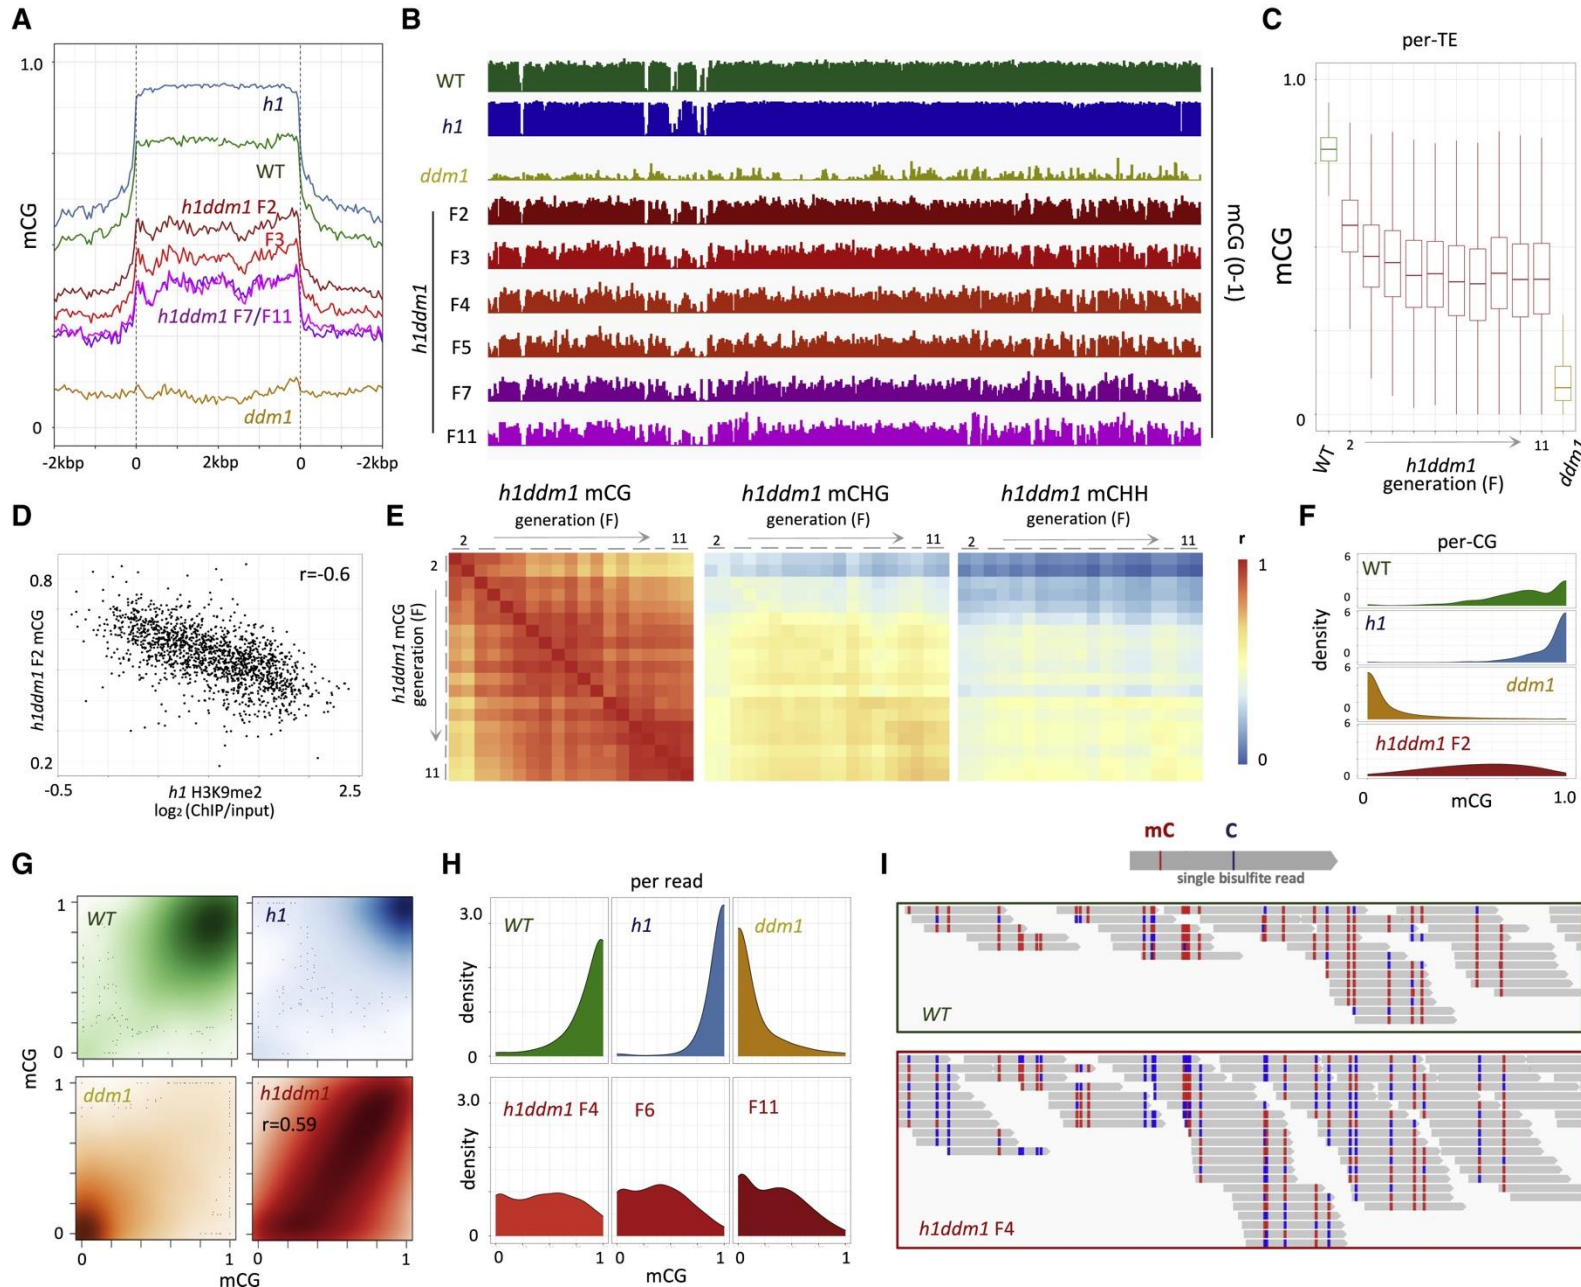 A
1.0
mCG
0
h1
WT
h1ddm1 F2
F3
h1ddm1 F7/F11
ddm1
-2kbp
0
2kbp
0
-2kbp
B
WT
h1
ddm1
h1ddm1
F2
F3
F4
F5
F7
F11
mCG (0-1)
C
per-TE
1.0
mCG
0
WT
2
11
ddm1
h1ddm1
generation (F)
D
0.8
h1ddm1 F2 mCG
0.2
r=-0.6
-0.5
h1 H3K9me2
2.5
log2 (ChIP/input)
E
h1ddm1 mCG
generation (F)
2
11
h1ddm1 mCHG
generation (F)
2
11
h1ddm1 mCHH
generation (F)
2
11
2
h1ddm1 mCG
generation (F)
11
r
1
0
F
per-CG
6
WT
0
6
h1
0
6
ddm1
0
6
h1ddm1 F2
0
density
0
1.0
mCG
G
1
WT
0
h1
mCG
1
ddm1
0
h1ddm1
r=0.59
0
1
0
1
mCG
H
per read
3.0
density
0
WT
h1
ddm1
3.0
density
0
h1ddm1 F4
F6
F11
0
1
0
1
0
1
mCG
I
mC
C
single bisulfite read
WT
h1ddm1 F4